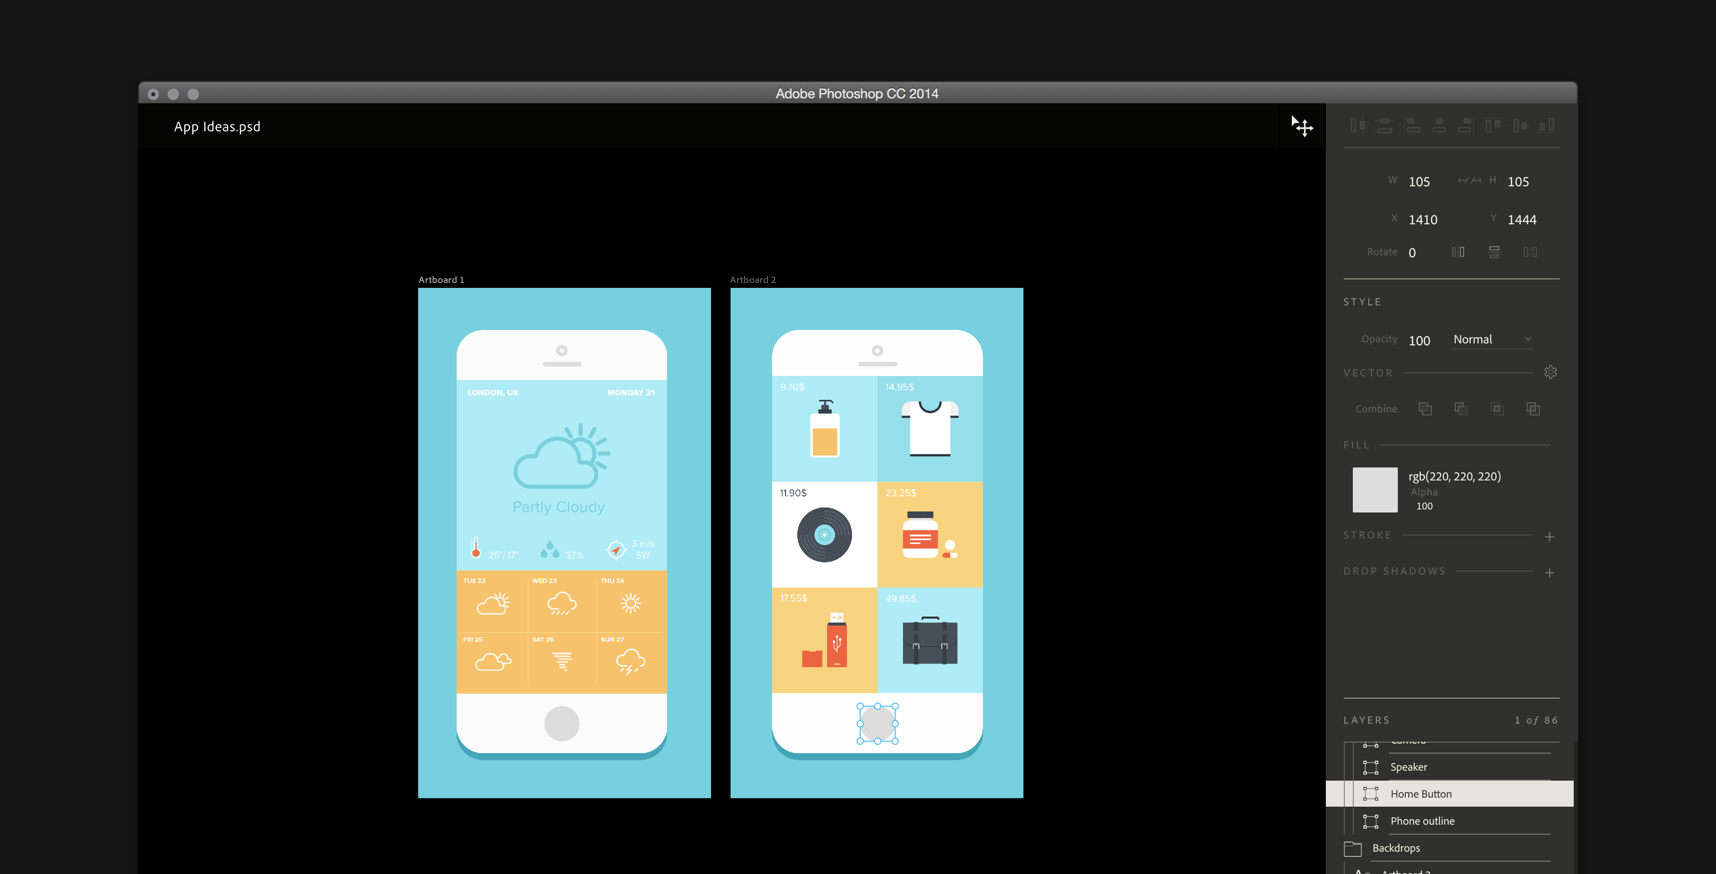 Adobe Photoshop CC 2014
App Ideas.psd
W 105 H 105
X 1410 Y 1444
Rotate 0
STYLE
Opacity 100 Normal
VECTOR
Combine
FILL
rgb(220, 220, 220)
Alpha
100
STROKE
DROP SHADOWS
LAYERS 1 of 86
Camera
Speaker
Home Button
Phone outline
Backdrops
Artboard 2
Artboard 1
LONDON, UK MONDAY 21
Partly Cloudy
25°/17° 37% 3 m/s
SW
TUE 22 WED 23 THU 24
FRI 25 SAT 26 SUN 27
Artboard 2
9.70$ 14.95$
11.90$ 23.25$
17.55$ 49.85$